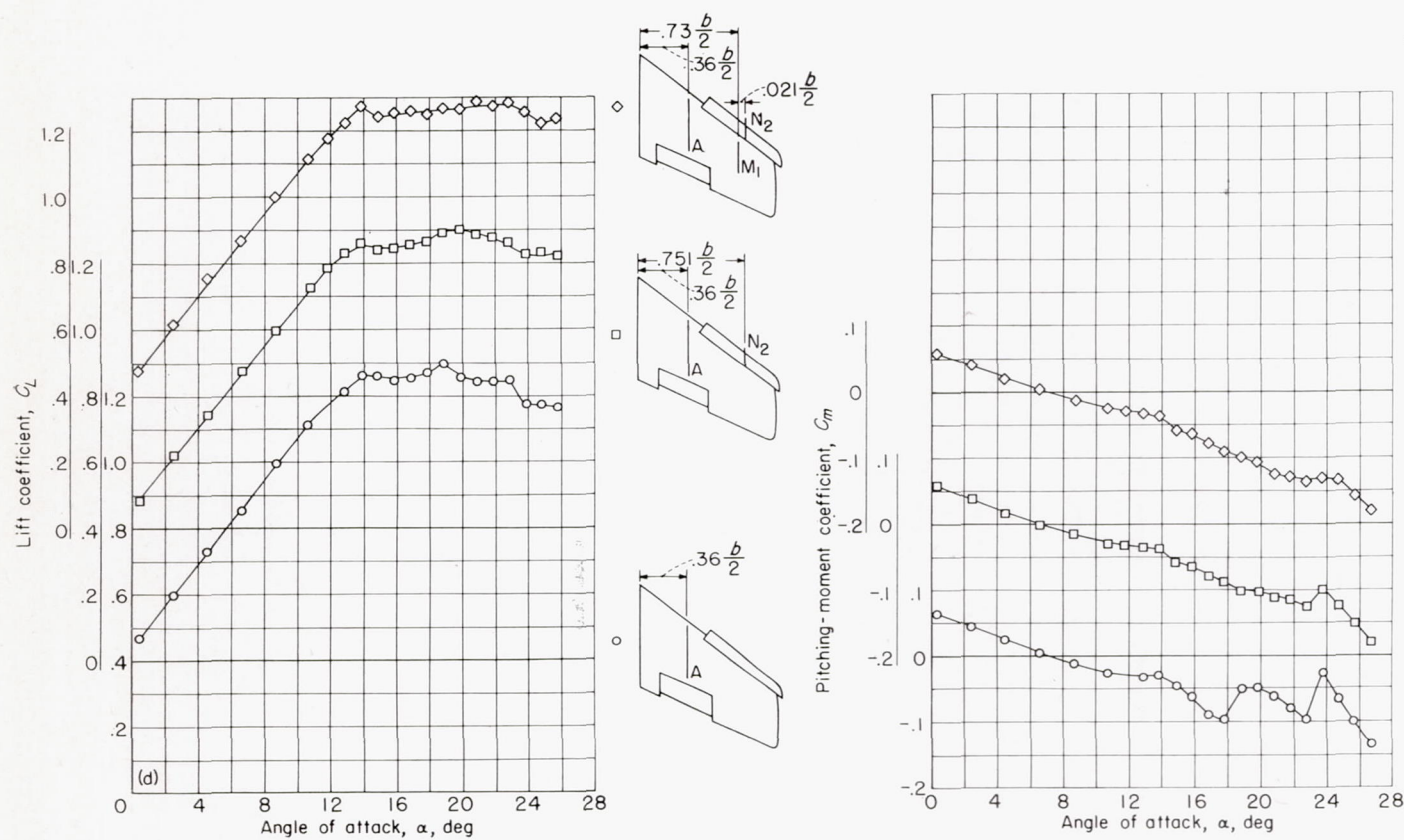 .73 b/2
.36 b/2
.021 b/2
N2
A
M1
.751 b/2
.36 b/2
N2
A
.36 b/2
A
Lift coefficient, CL
1.2
1.0
.8 1.2
.6 1.0
.4 .8 1.2
.2 .6 1.0
0 .4 .8
.2 .6
0 .4
.2
(d)
0 4 8 12 16 20 24 28
Angle of attack, α, deg
Pitching-moment coefficient, Cm
.1
0
-.1 .1
-.2 0
-.1 .1
-.2 0
-.1
-.2
0 4 8 12 16 20 24 28
Angle of attack, α, deg